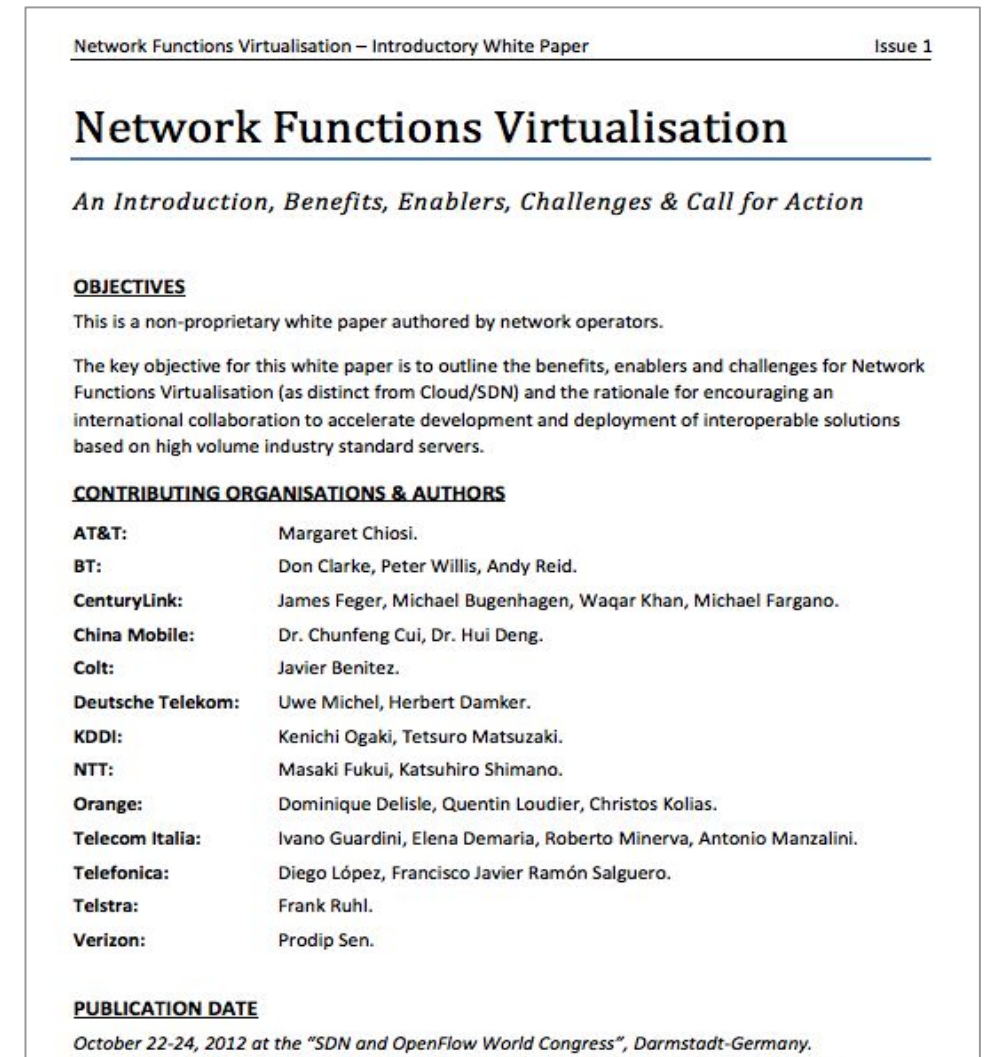 Network Functions Virtualisation – Introductory White Paper Issue 1
Network Functions Virtualisation
An Introduction, Benefits, Enablers, Challenges & Call for Action
OBJECTIVES
This is a non-proprietary white paper authored by network operators.
The key objective for this white paper is to outline the benefits, enablers and challenges for Network
Functions Virtualisation (as distinct from Cloud/SDN) and the rationale for encouraging an
international collaboration to accelerate development and deployment of interoperable solutions
based on high volume industry standard servers.
CONTRIBUTING ORGANISATIONS & AUTHORS
AT&T: Margaret Chiosi.
BT: Don Clarke, Peter Willis, Andy Reid.
CenturyLink: James Feger, Michael Bugenhagen, Waqar Khan, Michael Fargano.
China Mobile: Dr. Chunfeng Cui, Dr. Hui Deng.
Colt: Javier Benitez.
Deutsche Telekom: Uwe Michel, Herbert Damker.
KDDI: Kenichi Ogaki, Tetsuro Matsuzaki.
NTT: Masaki Fukui, Katsuhiro Shimano.
Orange: Dominique Delisle, Quentin Loudier, Christos Kolias.
Telecom Italia: Ivano Guardini, Elena Demaria, Roberto Minerva, Antonio Manzalini.
Telefonica: Diego López, Francisco Javier Ramón Salguero.
Telstra: Frank Ruhl.
Verizon: Prodip Sen.
PUBLICATION DATE
October 22-24, 2012 at the “SDN and OpenFlow World Congress”, Darmstadt-Germany.